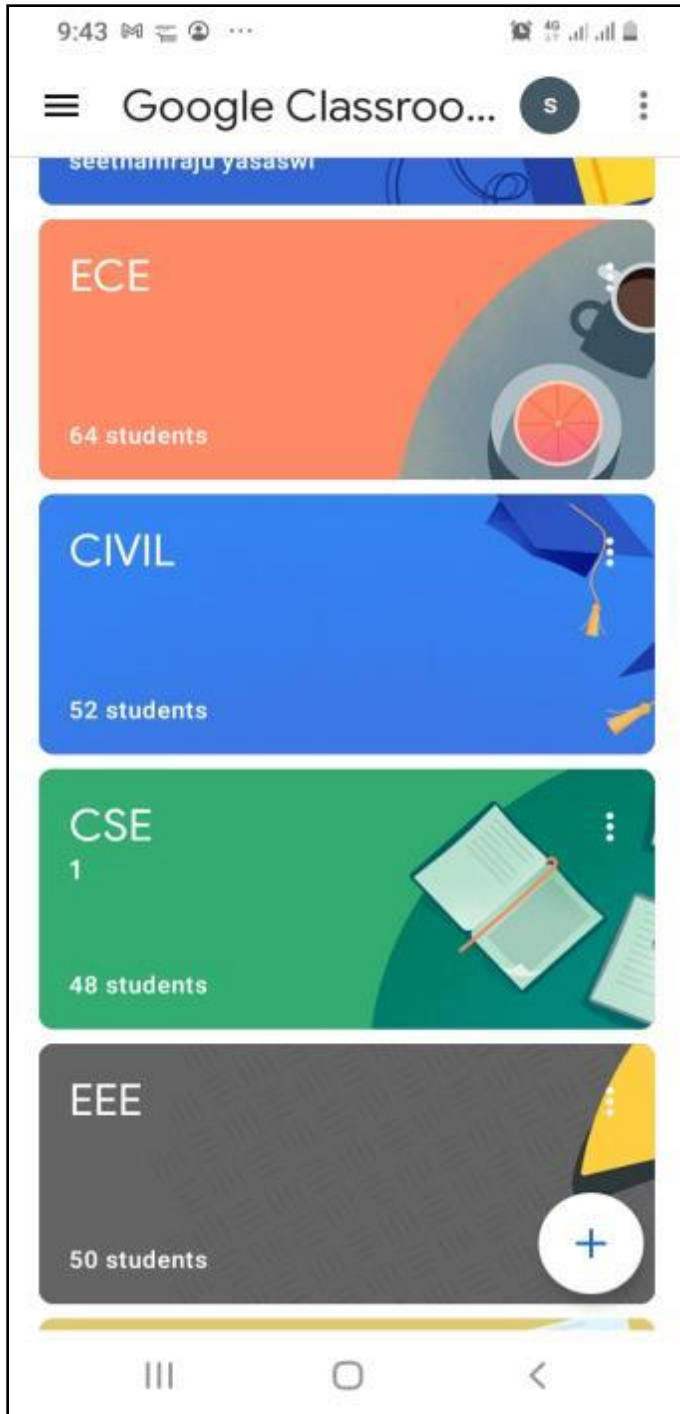 9:43
4G
Google Classroo...
S
seethamraju yasaswi
ECE
64 students
CIVIL
52 students
CSE
1
48 students
EEE
50 students